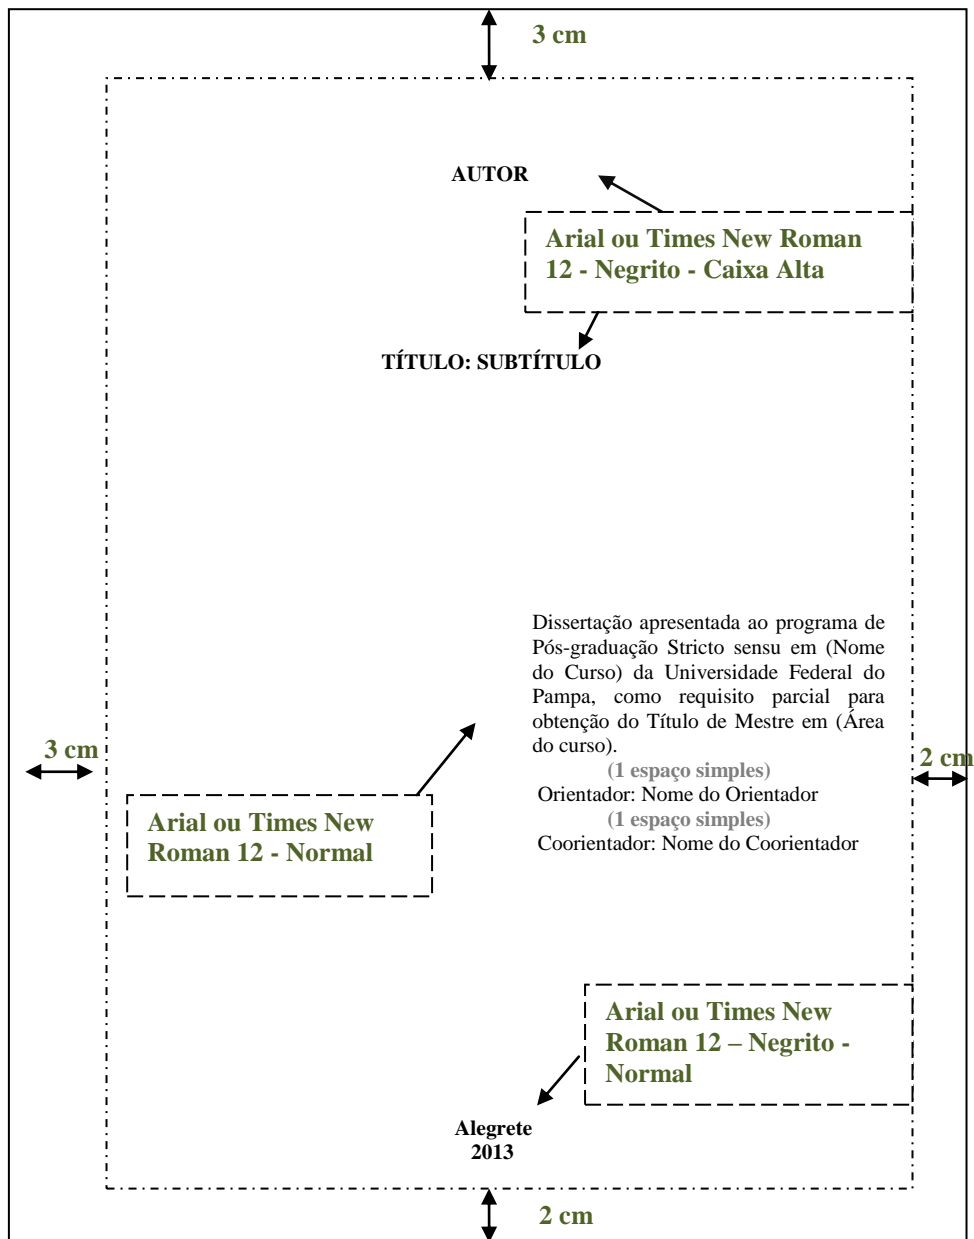 3 cm
AUTOR
Arial ou Times New Roman
12 - Negrito - Caixa Alta
TÍTULO: SUBTÍTULO
Dissertação apresentada ao programa de
Pós-graduação Stricto sensu em (Nome
do Curso) da Universidade Federal do
Pampa, como requisito parcial para
obtenção do Título de Mestre em (Área
do curso).
(1 espaço simples)
Orientador: Nome do Orientador
(1 espaço simples)
Coorientador: Nome do Coorientador
3 cm
2 cm
Arial ou Times New
Roman 12 - Normal
Arial ou Times New
Roman 12 – Negrito -
Normal
Alegrete
2013
2 cm